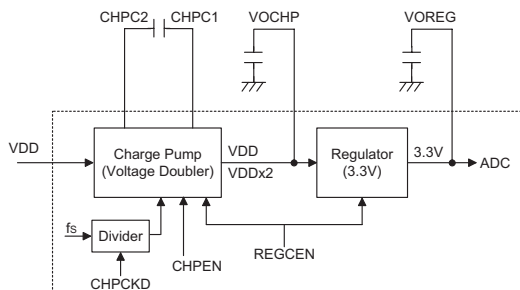 CHPC2 CHPC1
VOCHP
VOREG
VDD
Charge Pump
(Voltage Doubler)
VDD
VDDx2
Regulator
(3.3V)
3.3V
ADC
fs
Divider
CHPCKD
CHPEN
REGCEN